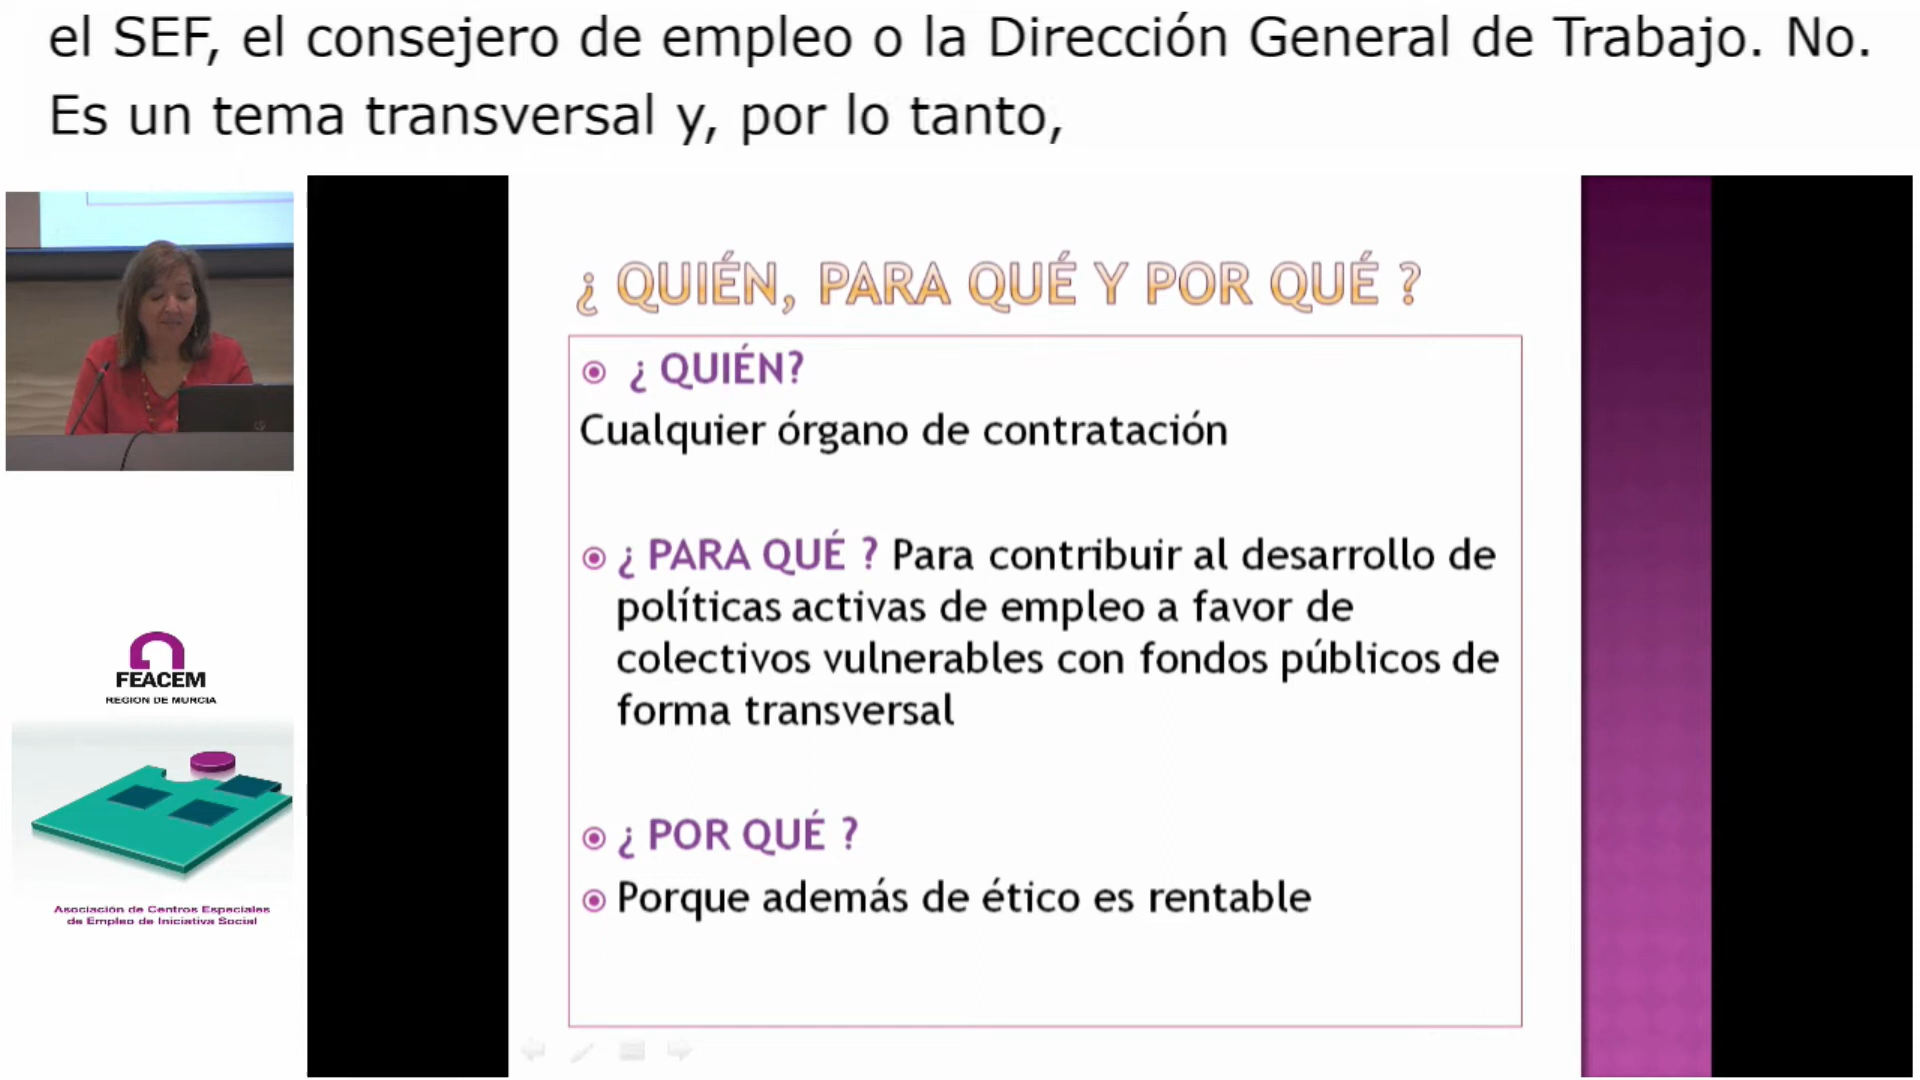 el SEF, el consejero de empleo o la Dirección General de Trabajo. No.
Es un tema transversal y, por lo tanto,
¿ QUIÉN, PARA QUÉ Y POR QUÉ ?
¿ QUIÉN?
Cualquier órgano de contratación
¿ PARA QUÉ ? Para contribuir al desarrollo de
políticas activas de empleo a favor de
colectivos vulnerables con fondos públicos de
forma transversal
¿ POR QUÉ ?
Porque además de ético es rentable
FEACEM
REGION DE MURCIA
Asociación de Centros Especiales
de Empleo de Iniciativa Social